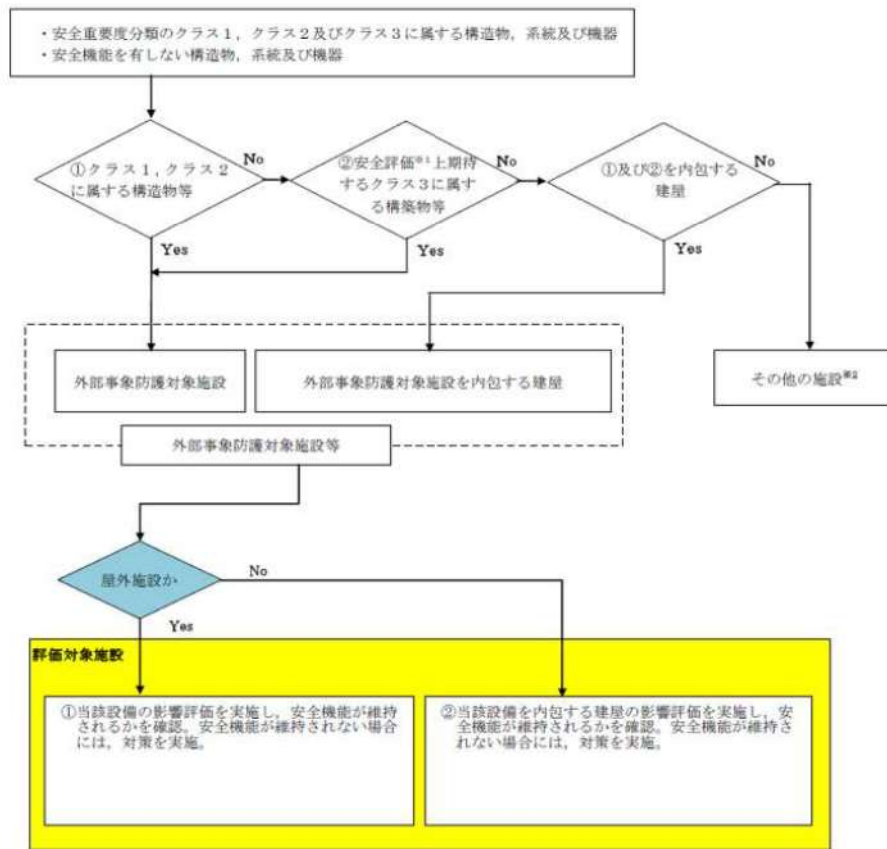 ・安全重要度分類のクラス1，クラス2及びクラス3に属する構造物，系統及び機器
・安全機能を有しない構造物，系統及び機器
①クラス1，クラス2
に属する構造物等
No
②安全評価※1上期待
するクラス3に属す
る構築物等
No
①及び②を内包する
建屋
No
Yes
Yes
Yes
外部事象防護対象施設
外部事象防護対象施設を内包する建屋
その他の施設※2
外部事象防護対象施設等
屋外施設か
No
Yes
評価対象施設
①当該設備の影響評価を実施し，安全機能が維持
されるかを確認。安全機能が維持されない場合
には，対策を実施。
②当該設備を内包する建屋の影響評価を実施し，安
全機能が維持されるかを確認。安全機能が維持さ
れない場合には，対策を実施。